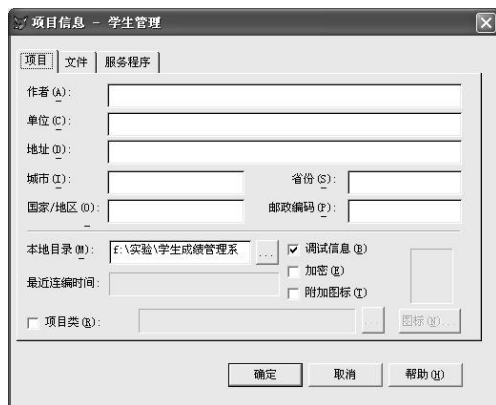 项目信息 - 学生管理
项目 文件 服务程序
作者(A):
单位(C):
地址(D):
城市(I): 省份(S):
国家/地区(O): 邮政编码(P):
本地目录(M): f:\实验\学生成绩管理系 ... 调试信息(B)
加密(E)
最近连编时间:
附加图标(T)
项目类(R): ... 图标(N)...
确定 取消 帮助(H)